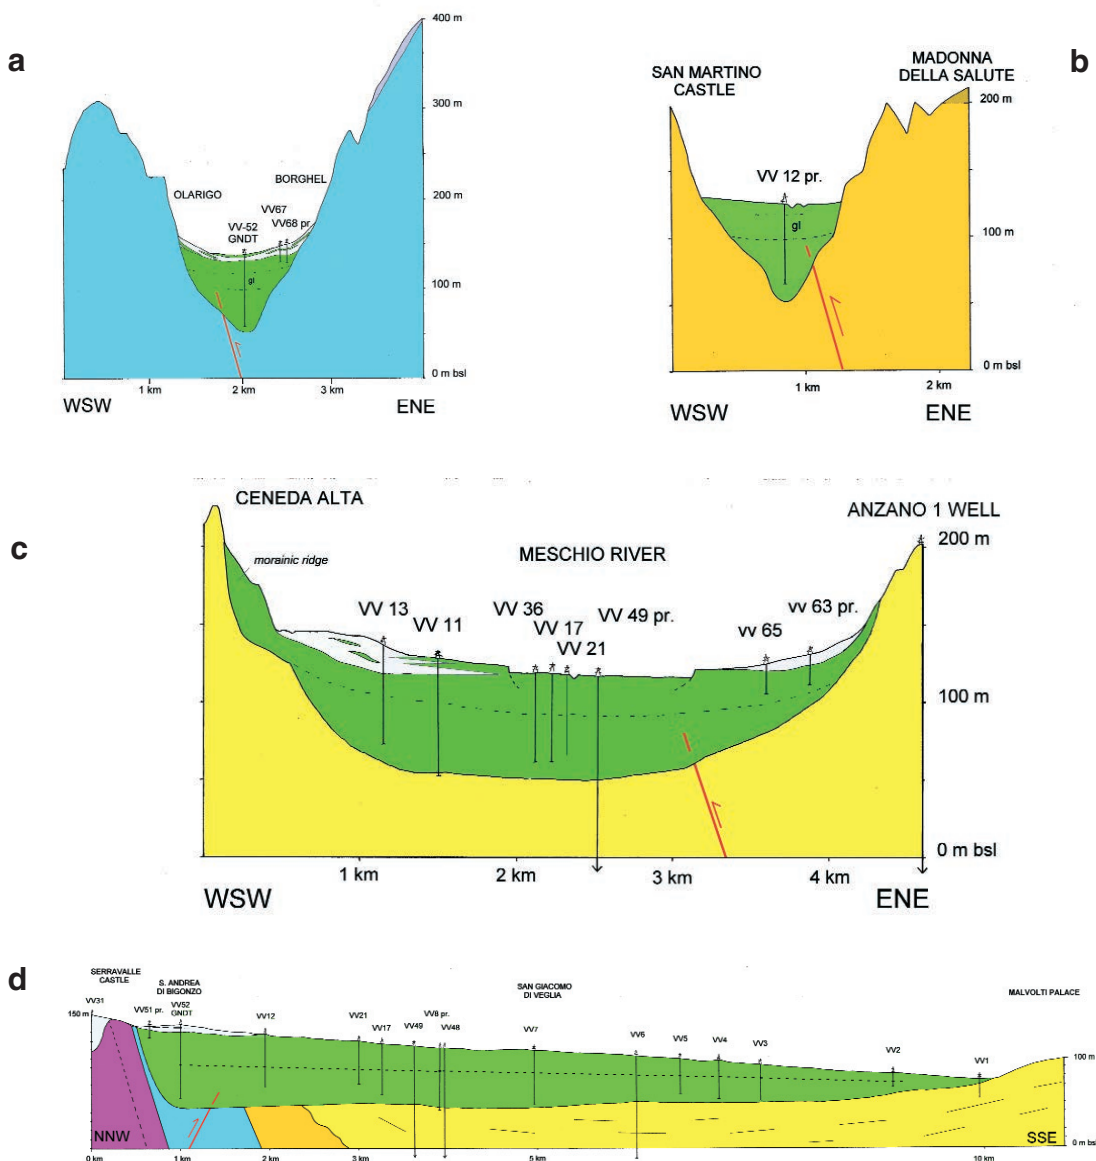 a
400 m
300 m
OLARIGO
BORGHEL
200 m
VV67
VV-52
GNDT
VV68 pr.
gl
100 m
0 m bsl
1 km
2 km
3 km
WSW
ENE
b
SAN MARTINO
CASTLE
MADONNA
DELLA SALUTE
200 m
VV 12 pr.
gl
100 m
0 m bsl
1 km
2 km
WSW
ENE
c
CENEDA ALTA
ANZANO 1 WELL
200 m
morainic ridge
MESCHIO RIVER
VV 13
VV 11
VV 36
VV 17
VV 21
VV 49 pr.
vv 65
vv 63 pr.
100 m
0 m bsl
1 km
2 km
3 km
4 km
WSW
ENE
d
SERRAVALLE
CASTLE
S. ANDREA
DI BIGONZO
SAN GIACOMO
DI VEGLIA
MALVOLTI PALACE
VV31
VV51 pr.
VV52
GNDT
VV12
VV21
VV17
VV49
VV8 pr.
VV48
VV7
VV6
VV5
VV4
VV3
VV2
VV1
150 m
100 m
0 m bsl
NNW
SSE
0 km
1 km
2 km
3 km
5 km
10 km